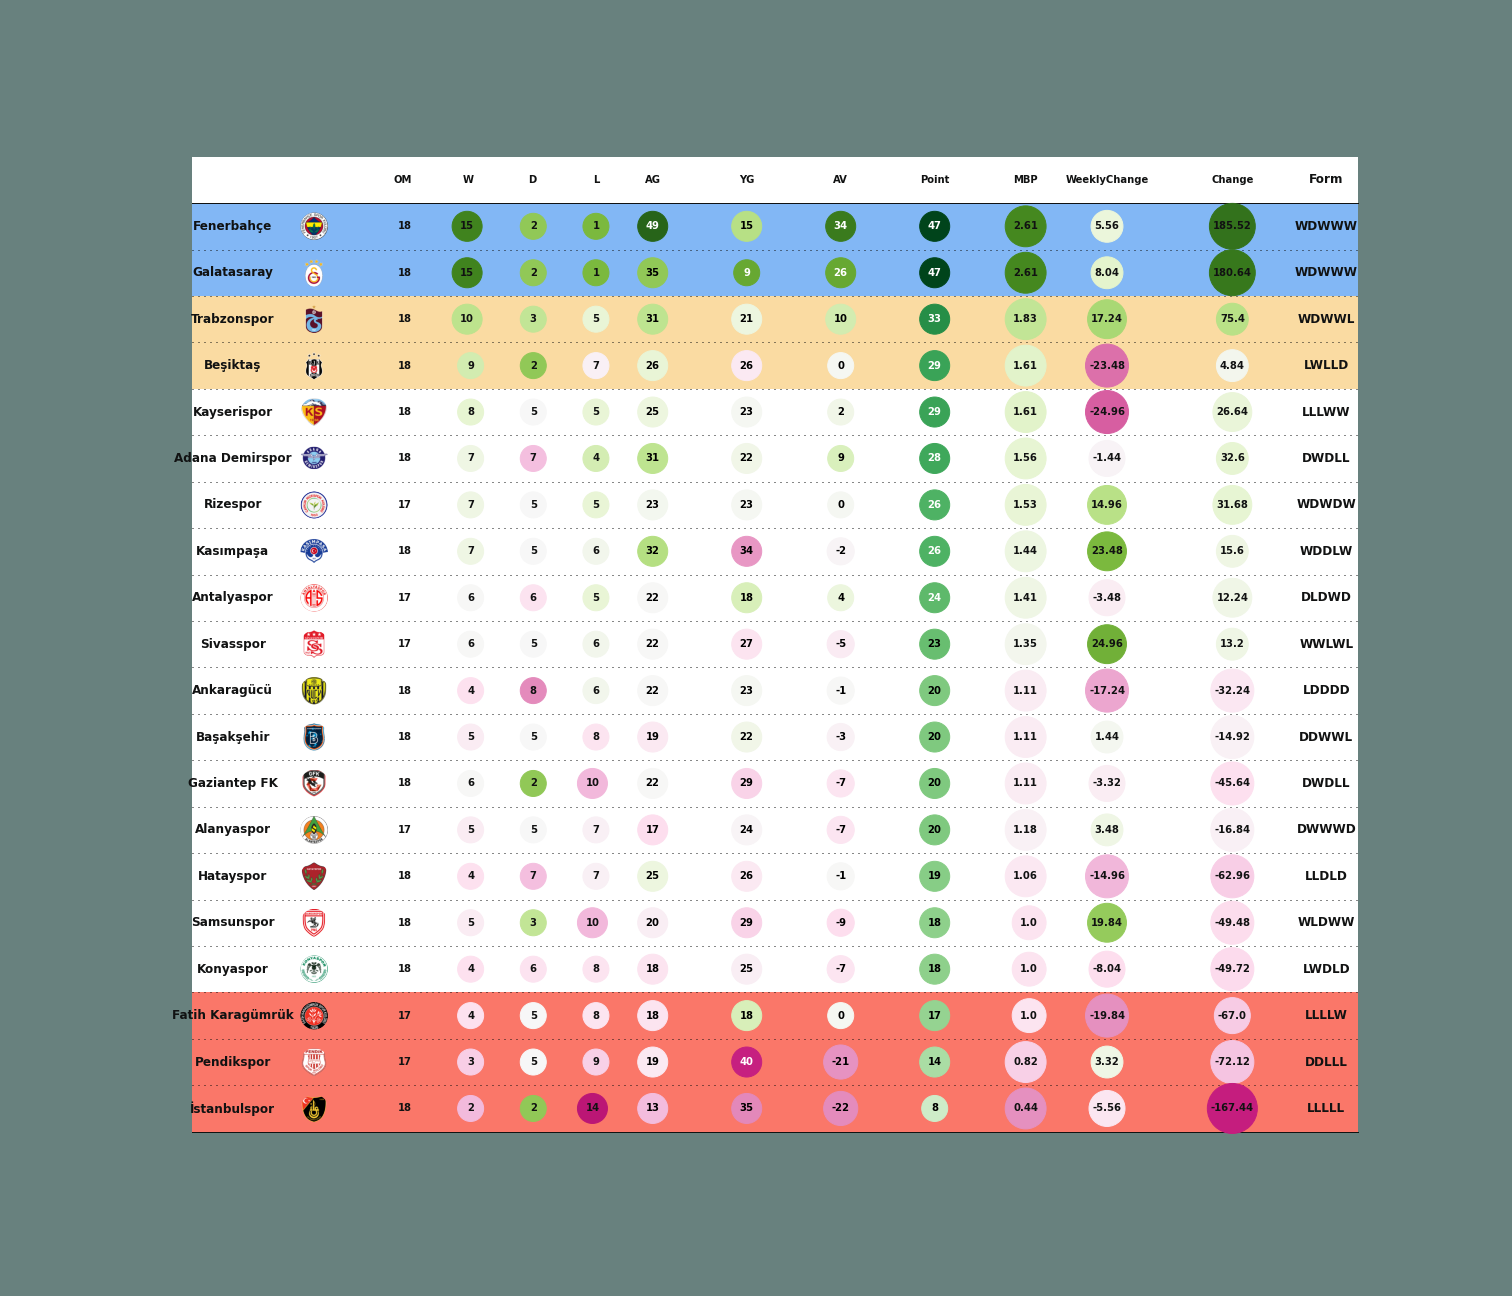 OM W D L AG YG AV Point MBP WeeklyChange Change Form
Fenerbahçe 18 15 2 1 49 15 34 47 2.61 5.56 185.52 WDWWW
Galatasaray 18 15 2 1 35 9 26 47 2.61 8.04 180.64 WDWWW
Trabzonspor 18 10 3 5 31 21 10 33 1.83 17.24 75.4 WDWWL
Beşiktaş 18 9 2 7 26 26 0 29 1.61 -23.48 4.84 LWLLD
Kayserispor 18 8 5 5 25 23 2 29 1.61 -24.96 26.64 LLLWW
Adana Demirspor 18 7 7 4 31 22 9 28 1.56 -1.44 32.6 DWDLL
Rizespor 17 7 5 5 23 23 0 26 1.53 14.96 31.68 WDWDW
Kasımpaşa 18 7 5 6 32 34 -2 26 1.44 23.48 15.6 WDDLW
Antalyaspor 17 6 6 5 22 18 4 24 1.41 -3.48 12.24 DLDWD
Sivasspor 17 6 5 6 22 27 -5 23 1.35 24.96 13.2 WWLWL
Ankaragücü 18 4 8 6 22 23 -1 20 1.11 -17.24 -32.24 LDDDD
Başakşehir 18 5 5 8 19 22 -3 20 1.11 1.44 -14.92 DDWWL
Gaziantep FK 18 6 2 10 22 29 -7 20 1.11 -3.32 -45.64 DWDLL
Alanyaspor 17 5 5 7 17 24 -7 20 1.18 3.48 -16.84 DWWWD
Hatayspor 18 4 7 7 25 26 -1 19 1.06 -14.96 -62.96 LLDLD
Samsunspor 18 5 3 10 20 29 -9 18 1.0 19.84 -49.48 WLDWW
Konyaspor 18 4 6 8 18 25 -7 18 1.0 -8.04 -49.72 LWDLD
Fatih Karagümrük 17 4 5 8 18 18 0 17 1.0 -19.84 -67.0 LLLLW
Pendikspor 17 3 5 9 19 40 -21 14 0.82 3.32 -72.12 DDLLL
İstanbulspor 18 2 2 14 13 35 -22 8 0.44 -5.56 -167.44 LLLLL